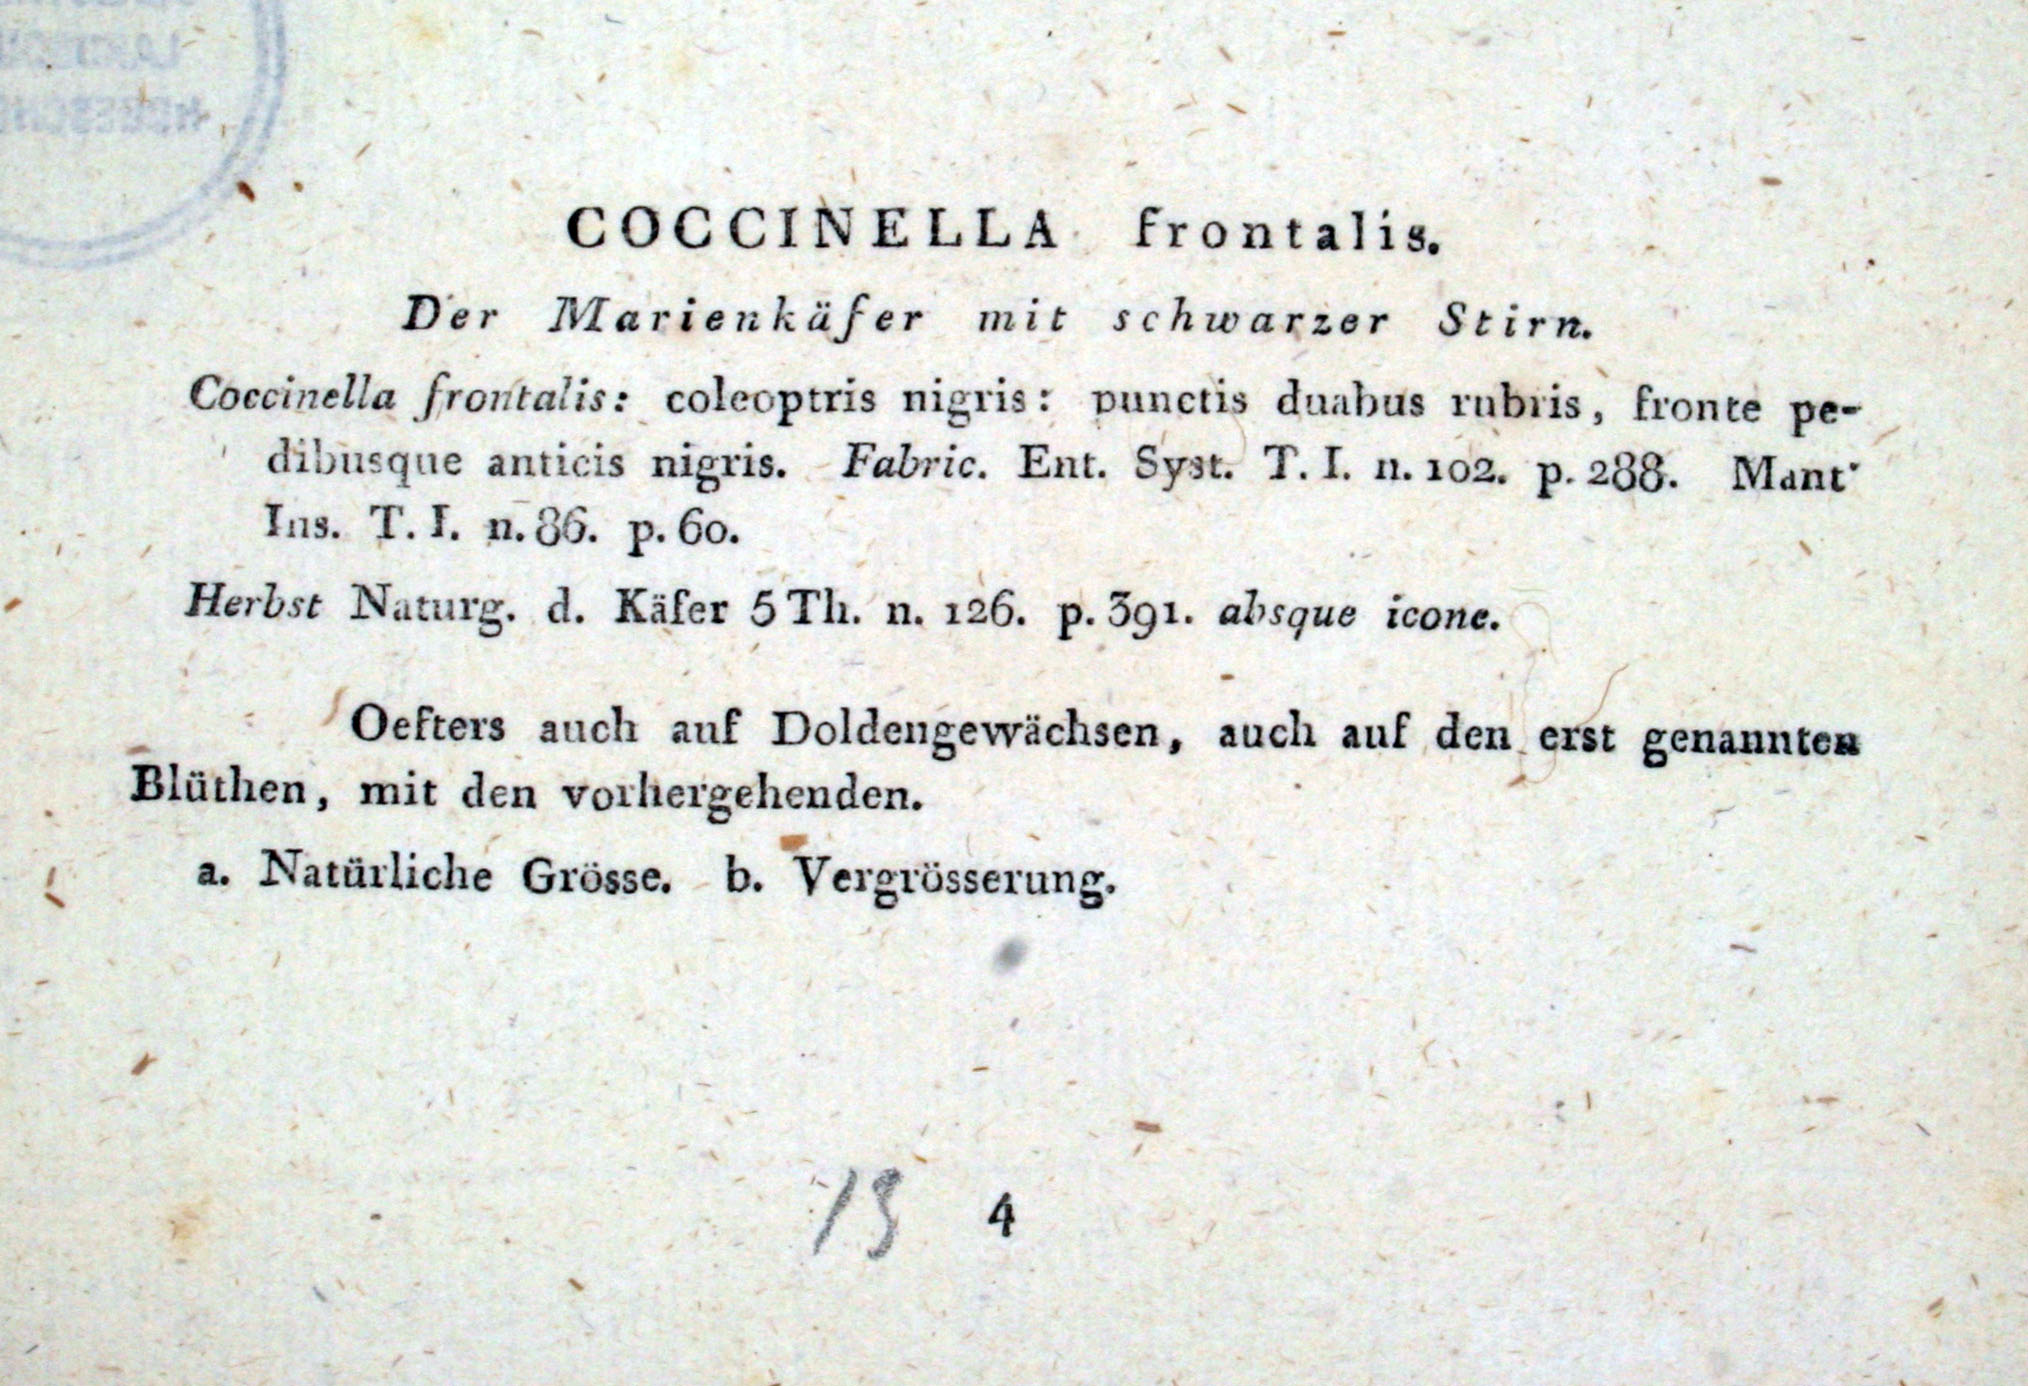 COCCINELLA frontalis.
Der Marienkäfer mit schwarzer Stirn.
Coccinella frontalis: coleoptris nigris: punctis duabus rubris, fronte pe-
dibusque anticis nigris. Fabric. Ent. Syst. T. I. n. 102. p. 288. Mant·
Ins. T. I. n. 86. p. 60.
Herbst Naturg. d. Käfer 5 Th. n. 126. p. 391. absque icone.
Oefters auch auf Doldengewächsen, auch auf den erst genannten
Blüthen, mit den vorhergehenden.
a. Natürliche Grösse. b. Vergrösserung.
13 4